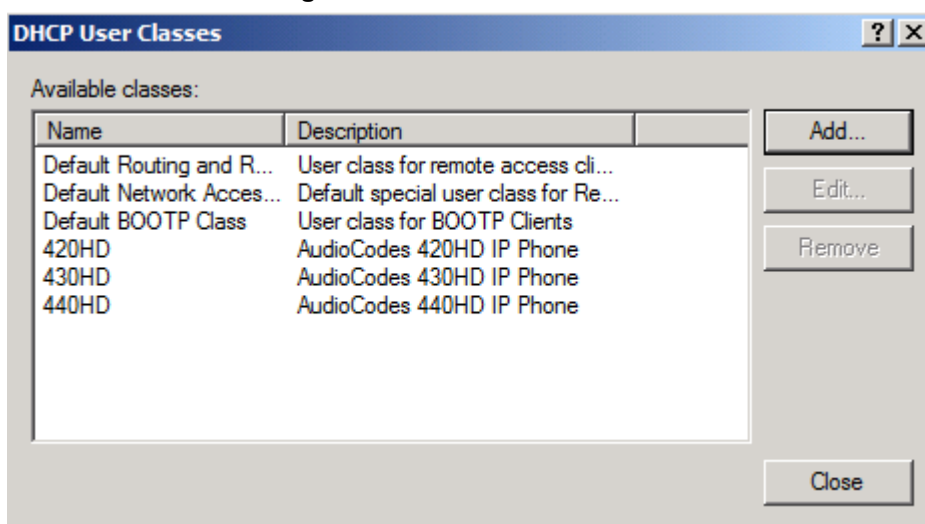 DHCP User Classes
Available classes:
Name Description
Default Routing and R... User class for remote access cli...
Default Network Acces... Default special user class for Re...
Default BOOTP Class User class for BOOTP Clients
420HD AudioCodes 420HD IP Phone
430HD AudioCodes 430HD IP Phone
440HD AudioCodes 440HD IP Phone
Add...
Edit...
Remove
Close